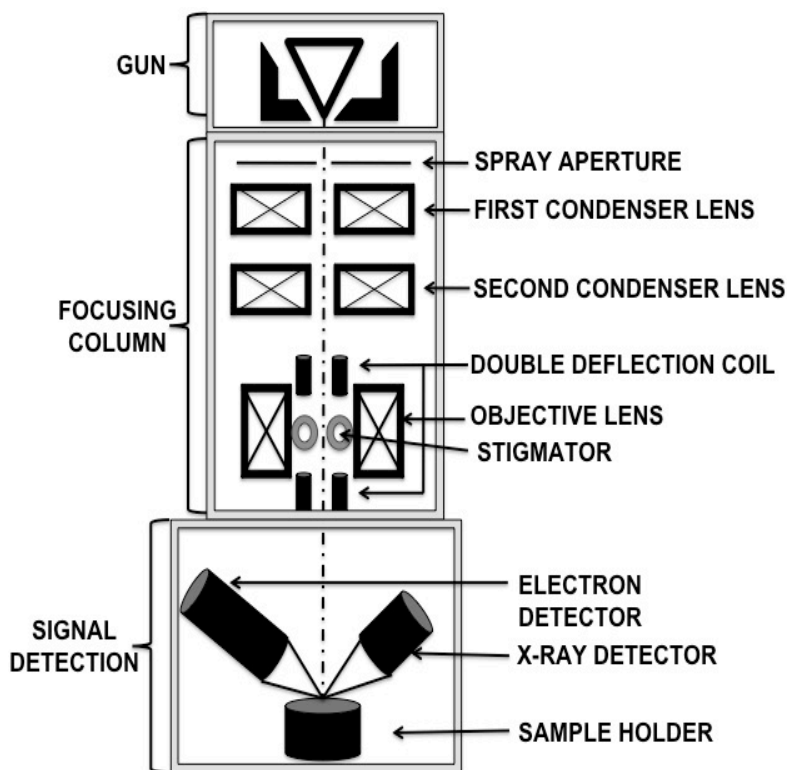 GUN
SPRAY APERTURE
FIRST CONDENSER LENS
SECOND CONDENSER LENS
FOCUSING
COLUMN
DOUBLE DEFLECTION COIL
OBJECTIVE LENS
STIGMATOR
ELECTRON
DETECTOR
SIGNAL
DETECTION
X-RAY DETECTOR
SAMPLE HOLDER